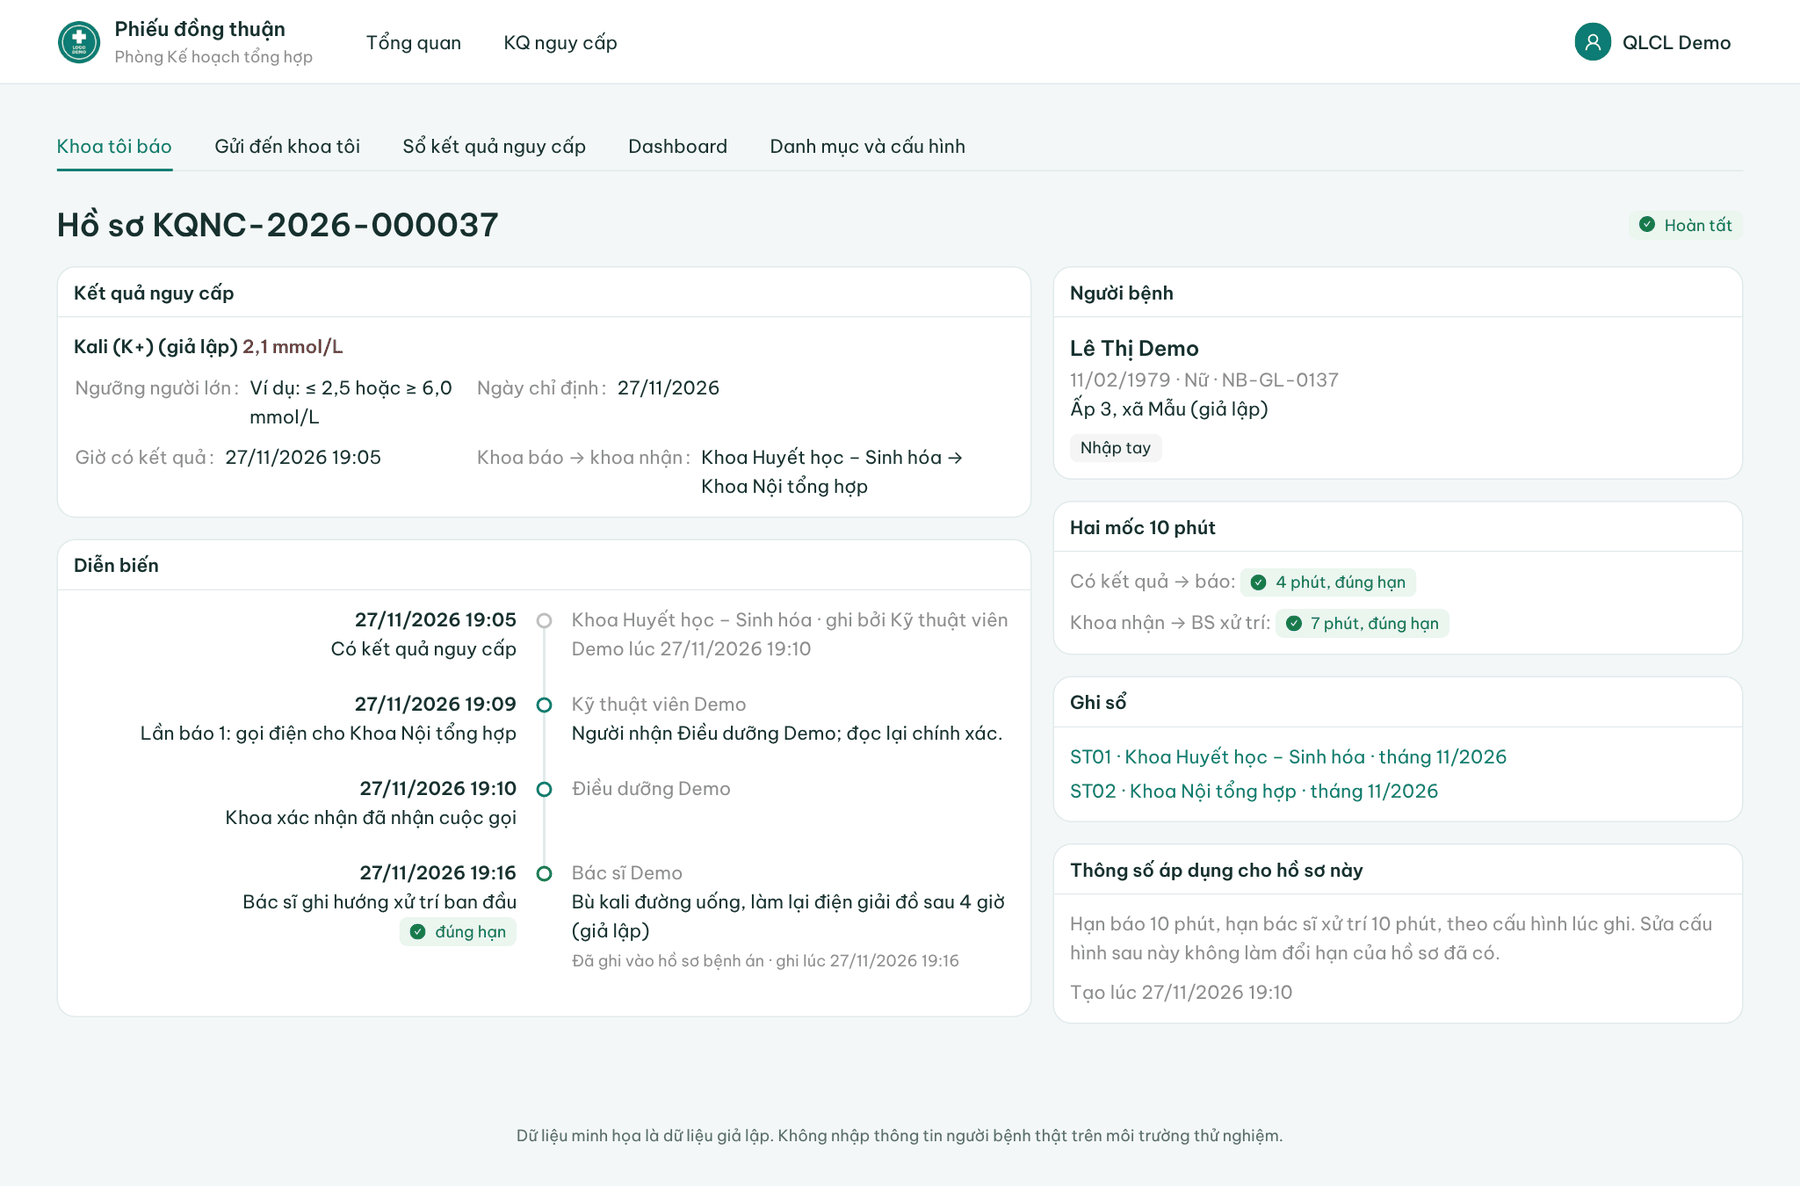 LOGO
DEMO
Phiếu đồng thuận
Phòng Kế hoạch tổng hợp
Tổng quan
KQ nguy cấp
QLCL Demo
Khoa tôi báo
Gửi đến khoa tôi
Sổ kết quả nguy cấp
Dashboard
Danh mục và cấu hình
Hồ sơ KQNC-2026-000037
Hoàn tất
Kết quả nguy cấp
Kali (K+) (giả lập) 2,1 mmol/L
Ngưỡng người lớn: Ví dụ: ≤ 2,5 hoặc ≥ 6,0
mmol/L
Ngày chỉ định: 27/11/2026
Giờ có kết quả: 27/11/2026 19:05
Khoa báo → khoa nhận: Khoa Huyết học – Sinh hóa →
Khoa Nội tổng hợp
Diễn biến
27/11/2026 19:05
Có kết quả nguy cấp
Khoa Huyết học – Sinh hóa · ghi bởi Kỹ thuật viên
Demo lúc 27/11/2026 19:10
27/11/2026 19:09
Lần báo 1: gọi điện cho Khoa Nội tổng hợp
Kỹ thuật viên Demo
Người nhận Điều dưỡng Demo; đọc lại chính xác.
27/11/2026 19:10
Khoa xác nhận đã nhận cuộc gọi
Điều dưỡng Demo
27/11/2026 19:16
Bác sĩ ghi hướng xử trí ban đầu
đúng hạn
Bác sĩ Demo
Bù kali đường uống, làm lại điện giải đồ sau 4 giờ
(giả lập)
Đã ghi vào hồ sơ bệnh án · ghi lúc 27/11/2026 19:16
Người bệnh
Lê Thị Demo
11/02/1979 · Nữ · NB-GL-0137
Ấp 3, xã Mẫu (giả lập)
Nhập tay
Hai mốc 10 phút
Có kết quả → báo: 4 phút, đúng hạn
Khoa nhận → BS xử trí: 7 phút, đúng hạn
Ghi sổ
ST01 · Khoa Huyết học – Sinh hóa · tháng 11/2026
ST02 · Khoa Nội tổng hợp · tháng 11/2026
Thông số áp dụng cho hồ sơ này
Hạn báo 10 phút, hạn bác sĩ xử trí 10 phút, theo cấu hình lúc ghi. Sửa cấu
hình sau này không làm đổi hạn của hồ sơ đã có.
Tạo lúc 27/11/2026 19:10
Dữ liệu minh họa là dữ liệu giả lập. Không nhập thông tin người bệnh thật trên môi trường thử nghiệm.